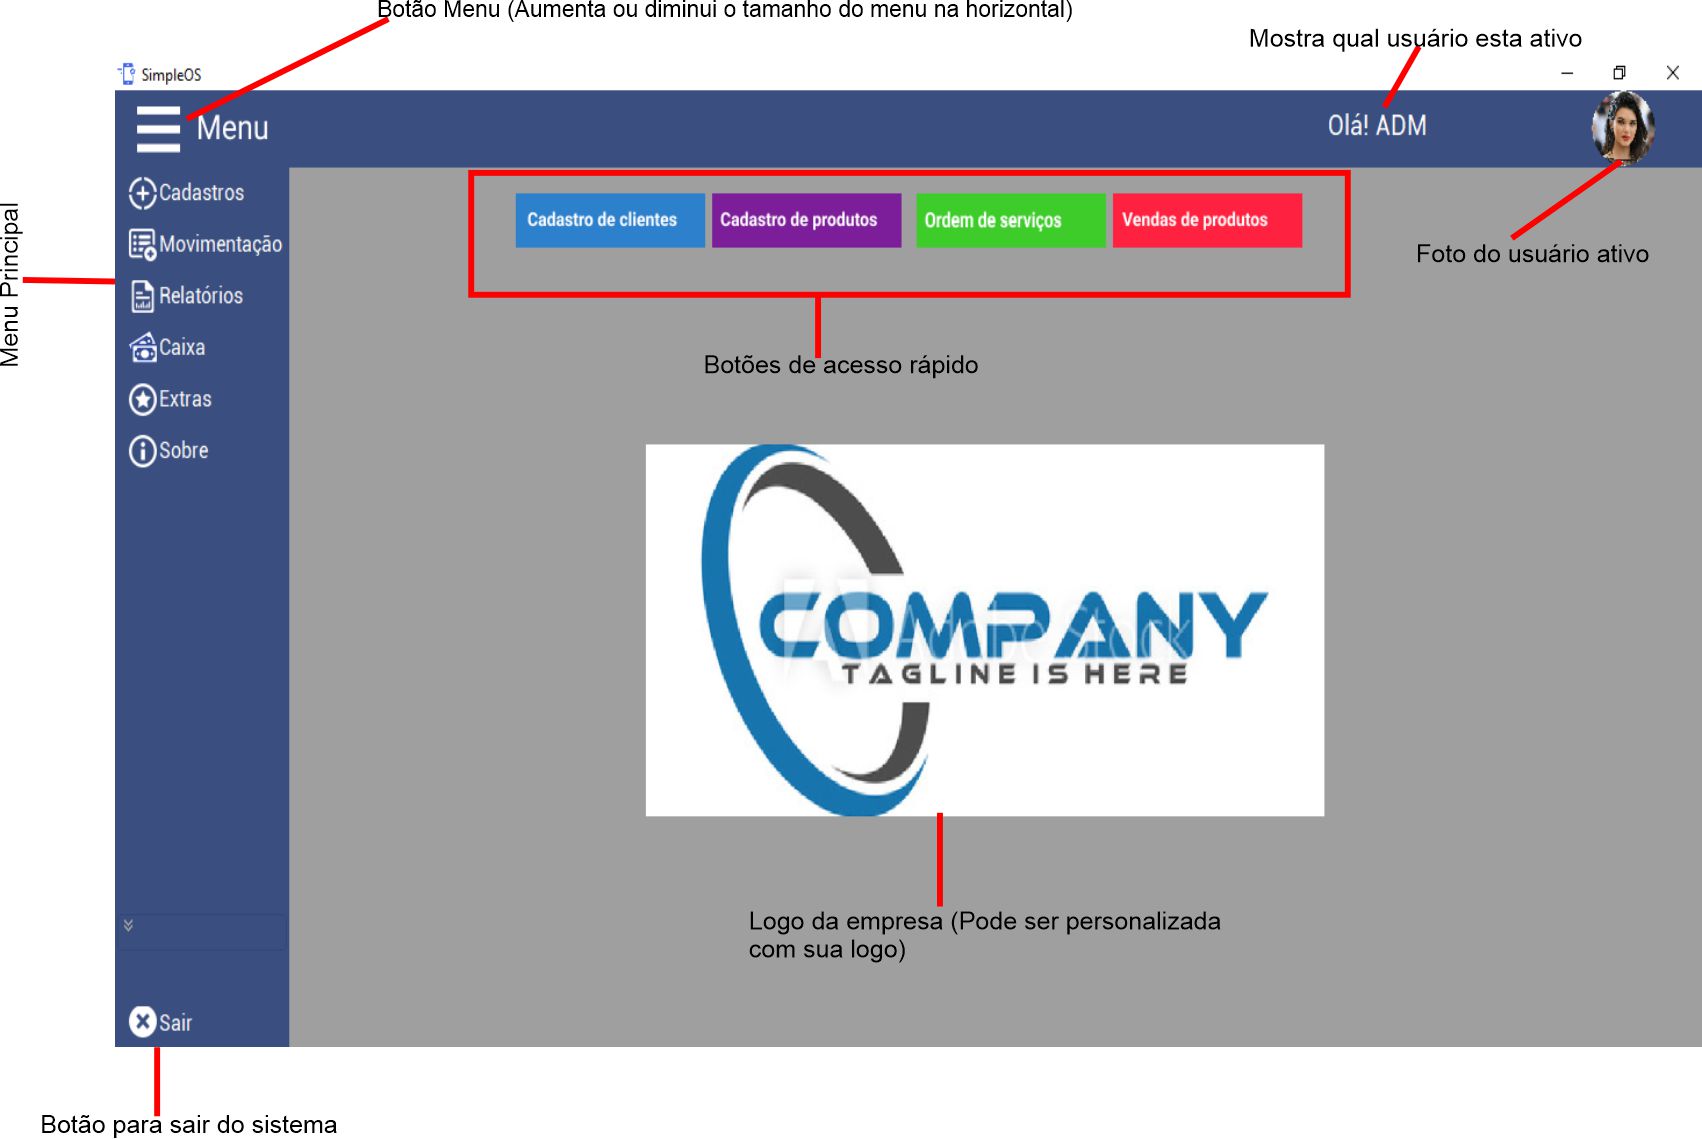 Botão Menu (Aumenta ou diminui o tamanho do menu na horizontal)
Mostra qual usuário esta ativo
SimpleOS
Menu
Olá! ADM
Menu Principal
Cadastros
Movimentação
Relatórios
Caixa
Extras
Sobre
Cadastro de clientes
Cadastro de produtos
Ordem de serviços
Vendas de produtos
Foto do usuário ativo
Botões de acesso rápido
COMPANY
Adobe Stock
TAGLINE IS HERE
Logo da empresa (Pode ser personalizada
com sua logo)
Sair
Botão para sair do sistema